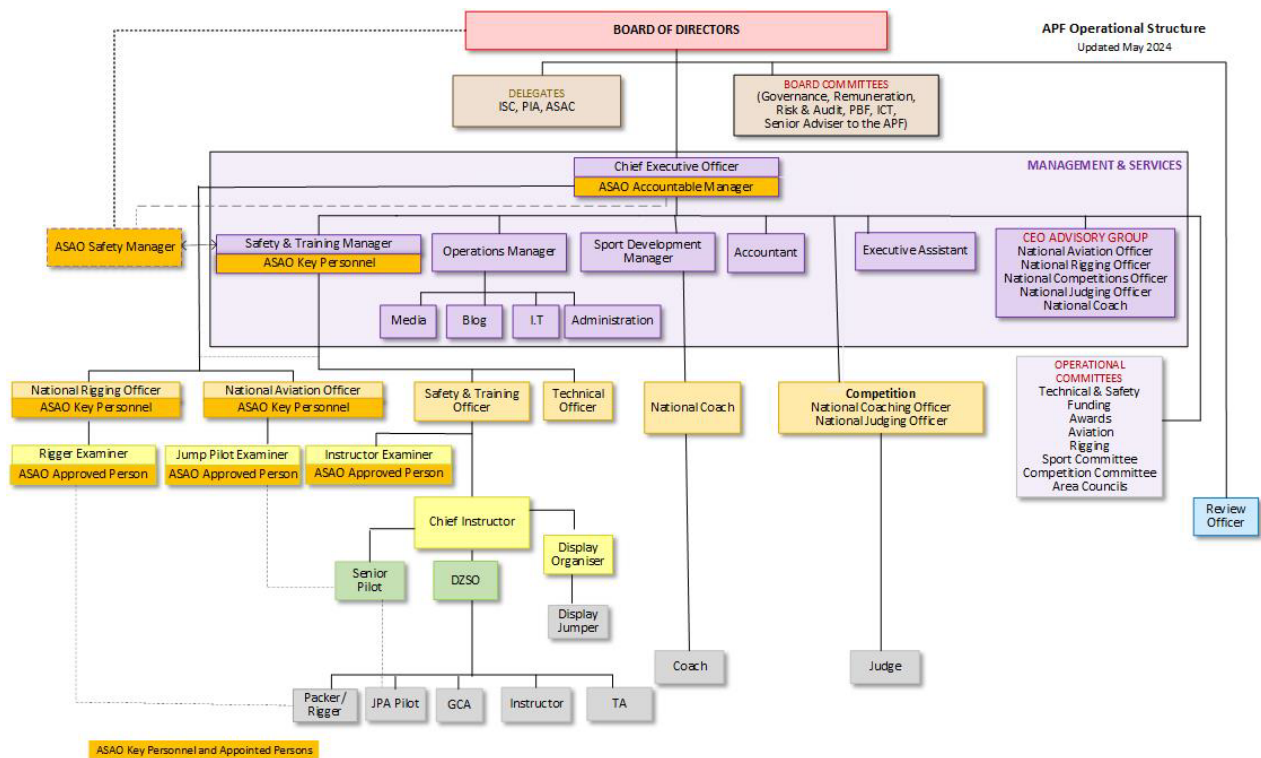 BOARD OF DIRECTORS
APF Operational Structure
Updated May 2024
DELEGATES
ISC, PIA, ASAC
BOARD COMMITTEES
(Governance, Remuneration,
Risk & Audit, PBF, ICT,
Senior Adviser to the APF)
MANAGEMENT & SERVICES
Chief Executive Officer
ASAO Accountable Manager
ASAO Safety Manager
Safety & Training Manager
ASAO Key Personnel
Operations Manager
Sport Development
Manager
Accountant
Executive Assistant
CEO ADVISORY GROUP
National Aviation Officer
National Rigging Officer
National Competitions Officer
National Judging Officer
National Coach
Media
Blog
I.T
Administration
National Rigging Officer
ASAO Key Personnel
National Aviation Officer
ASAO Key Personnel
Safety & Training
Officer
Technical
Officer
National Coach
Competition
National Coaching Officer
National Judging Officer
OPERATIONAL
COMMITTEES
Technical & Safety
Funding
Awards
Aviation
Rigging
Sport Committee
Competition Committee
Area Councils
Rigger Examiner
ASAO Approved Person
Jump Pilot Examiner
ASAO Approved Person
Instructor Examiner
ASAO Approved Person
Chief Instructor
Review
Officer
Senior
Pilot
DZSO
Display
Organiser
Display
Jumper
Coach
Judge
Packer/
Rigger
JPA Pilot
GCA
Instructor
TA
ASAO Key Personnel and Appointed Persons